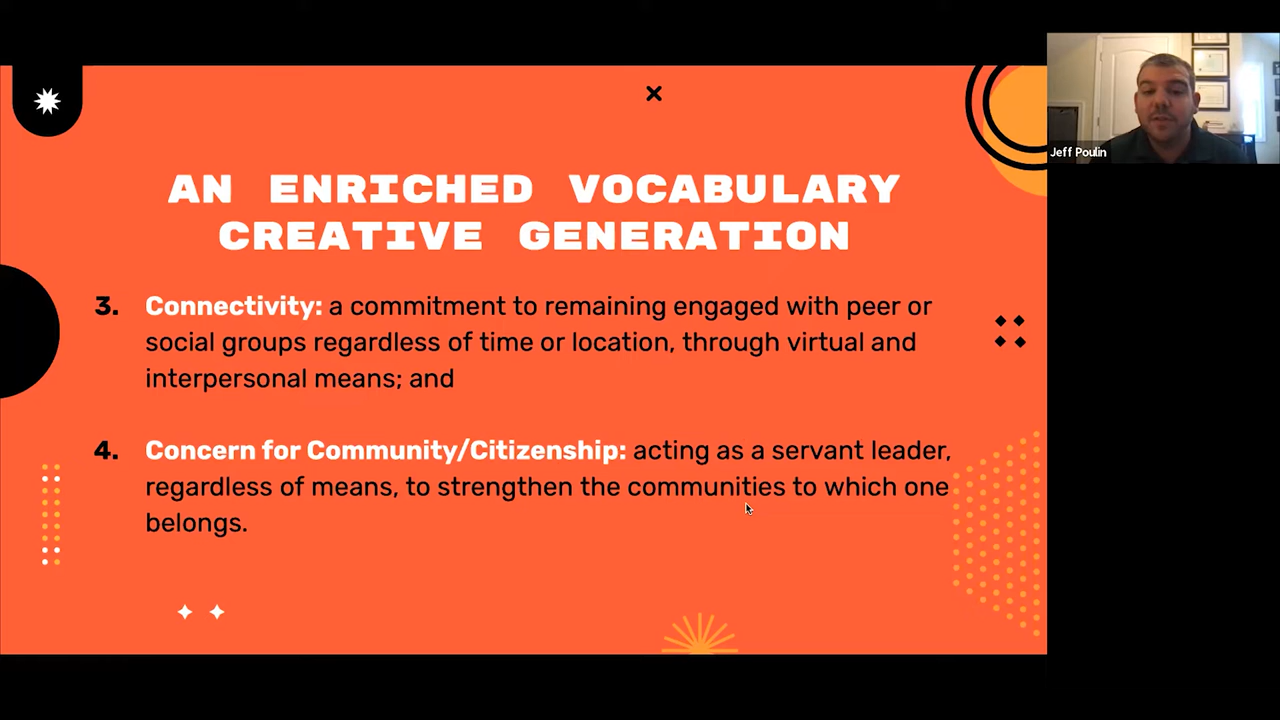 AN ENRICHED VOCABULARY
CREATIVE GENERATION
3. Connectivity: a commitment to remaining engaged with peer or
social groups regardless of time or location, through virtual and
interpersonal means; and
4. Concern for Community/Citizenship: acting as a servant leader,
regardless of means, to strengthen the communities to which one
belongs.
Jeff Poulin